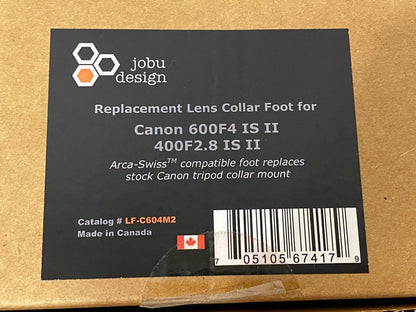 jobu
design
Replacement Lens Collar Foot for
Canon 600F4 IS II
400F2.8 IS II
Arca-Swiss™ compatible foot replaces
stock Canon tripod collar mount
Catalog # LF-C604M2
Made in Canada
7 05105 67417 9